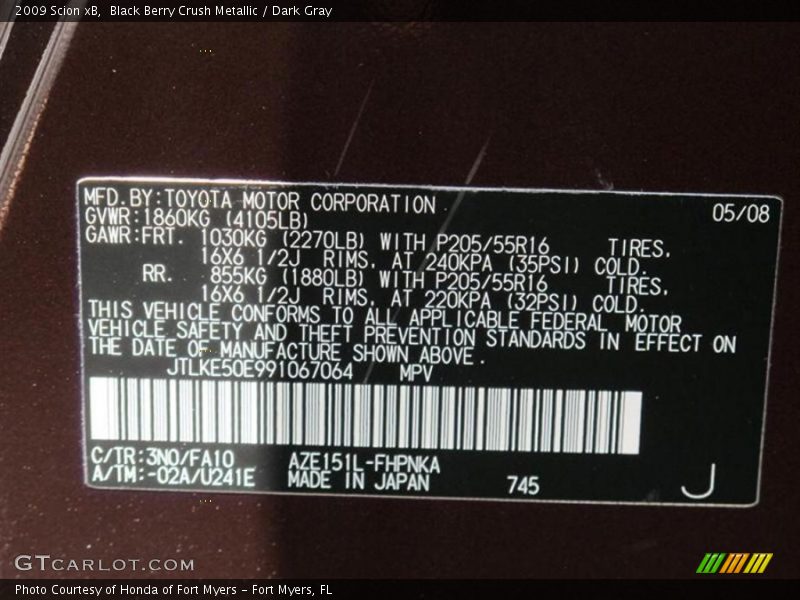 2009 Scion xB, Black Berry Crush Metallic / Dark Gray
MFD.BY:TOYOTA MOTOR CORPORATION 05/08
GVWR:1860KG (4105LB)
GAWR:FRT. 1030KG (2270LB) WITH P205/55R16 TIRES,
16X6 1/2J RIMS, AT 240KPA (35PSI) COLD.
RR. 855KG (1880LB) WITH P205/55R16 TIRES,
16X6 1/2J RIMS, AT 220KPA (32PSI) COLD.
THIS VEHICLE CONFORMS TO ALL APPLICABLE FEDERAL MOTOR
VEHICLE SAFETY AND THEFT PREVENTION STANDARDS IN EFFECT ON
THE DATE OF MANUFACTURE SHOWN ABOVE.
JTLKE50E991067064 MPV
C/TR:3N0/FA10 AZE151L-FHPNKA
A/TM:-02A/U241E MADE IN JAPAN 745 J
GTCARLOT.COM
Photo Courtesy of Honda of Fort Myers - Fort Myers, FL